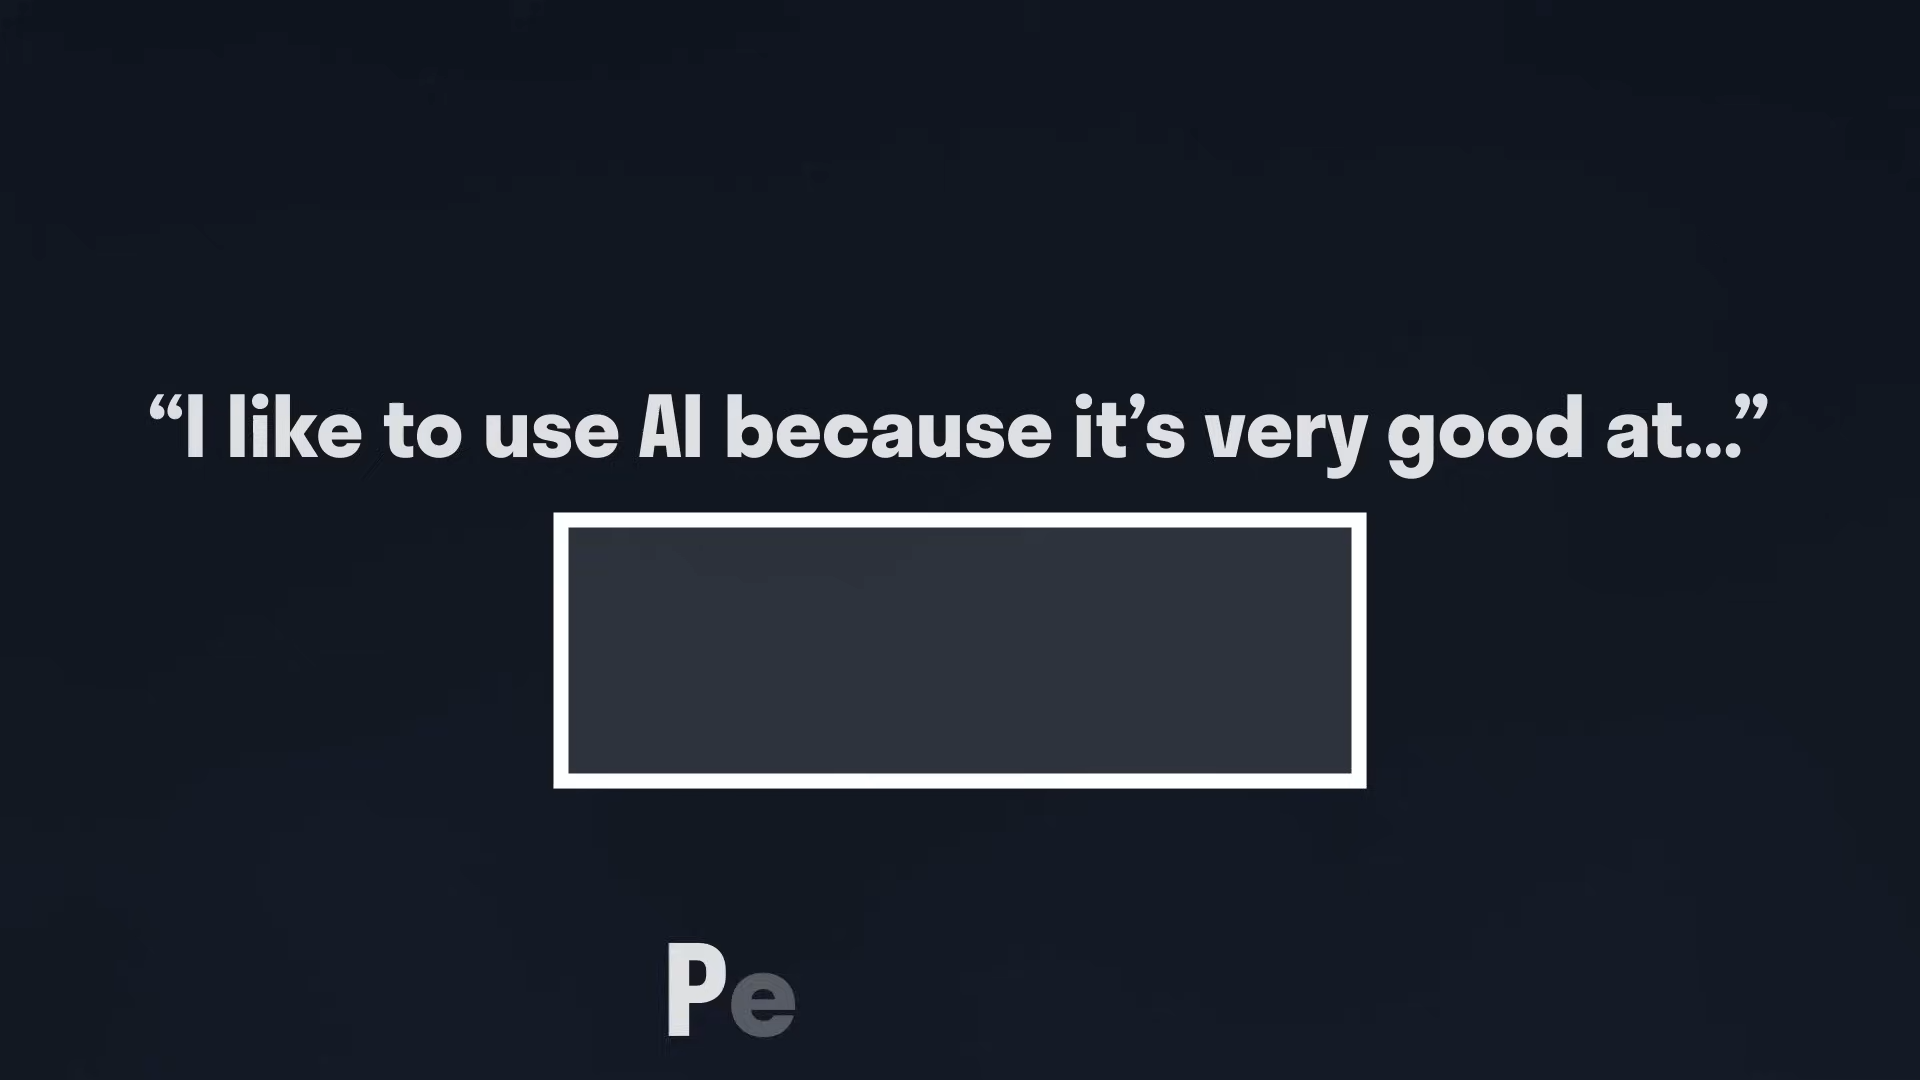 “I like to use AI because it’s very good at...”
Pe